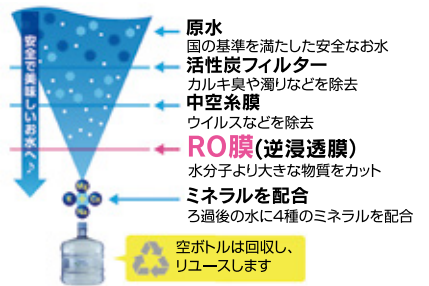 安全で美味しいお水へ♪
原水
国の基準を満たした安全なお水
活性炭フィルター
カルキ臭や濁りなどを除去
中空糸膜
ウイルスなどを除去
RO膜(逆浸透膜)
水分子より大きな物質をカット
ミネラルを配合
ろ過後の水に4種のミネラルを配合
Mg
K
Ca
Na
空ボトルは回収し、
リユースします